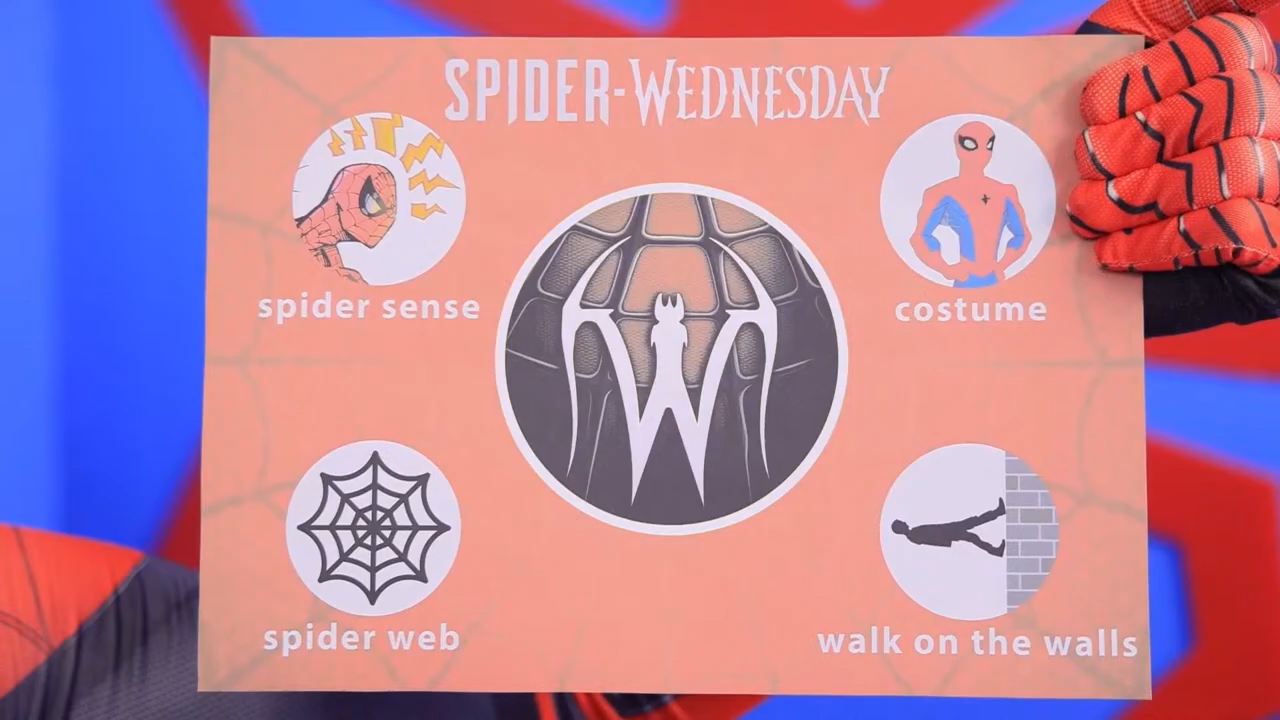 SPIDER-WEDNESDAY
spider sense
costume
W
spider web
walk on the walls